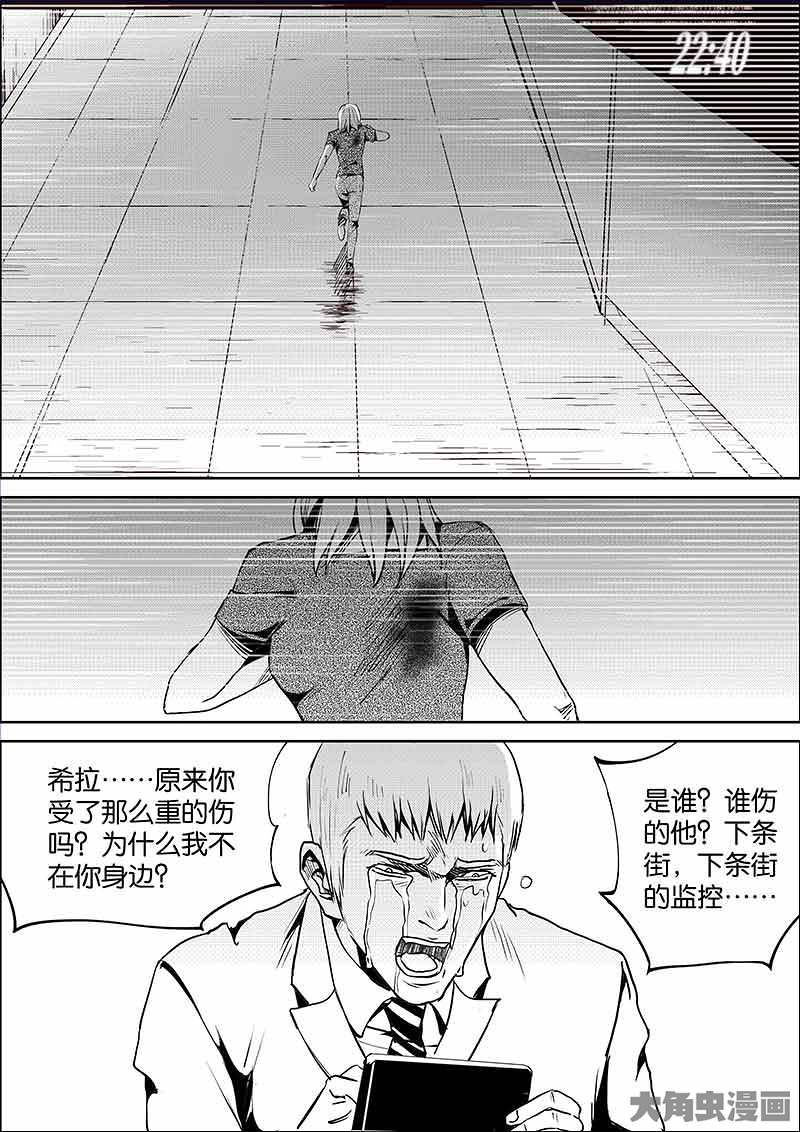 22:40
希拉……原来你
受了那么重的伤
吗？为什么我不
在你身边？
是谁？谁伤
的他？下条
街，下条街
的监控……
大角虫漫画